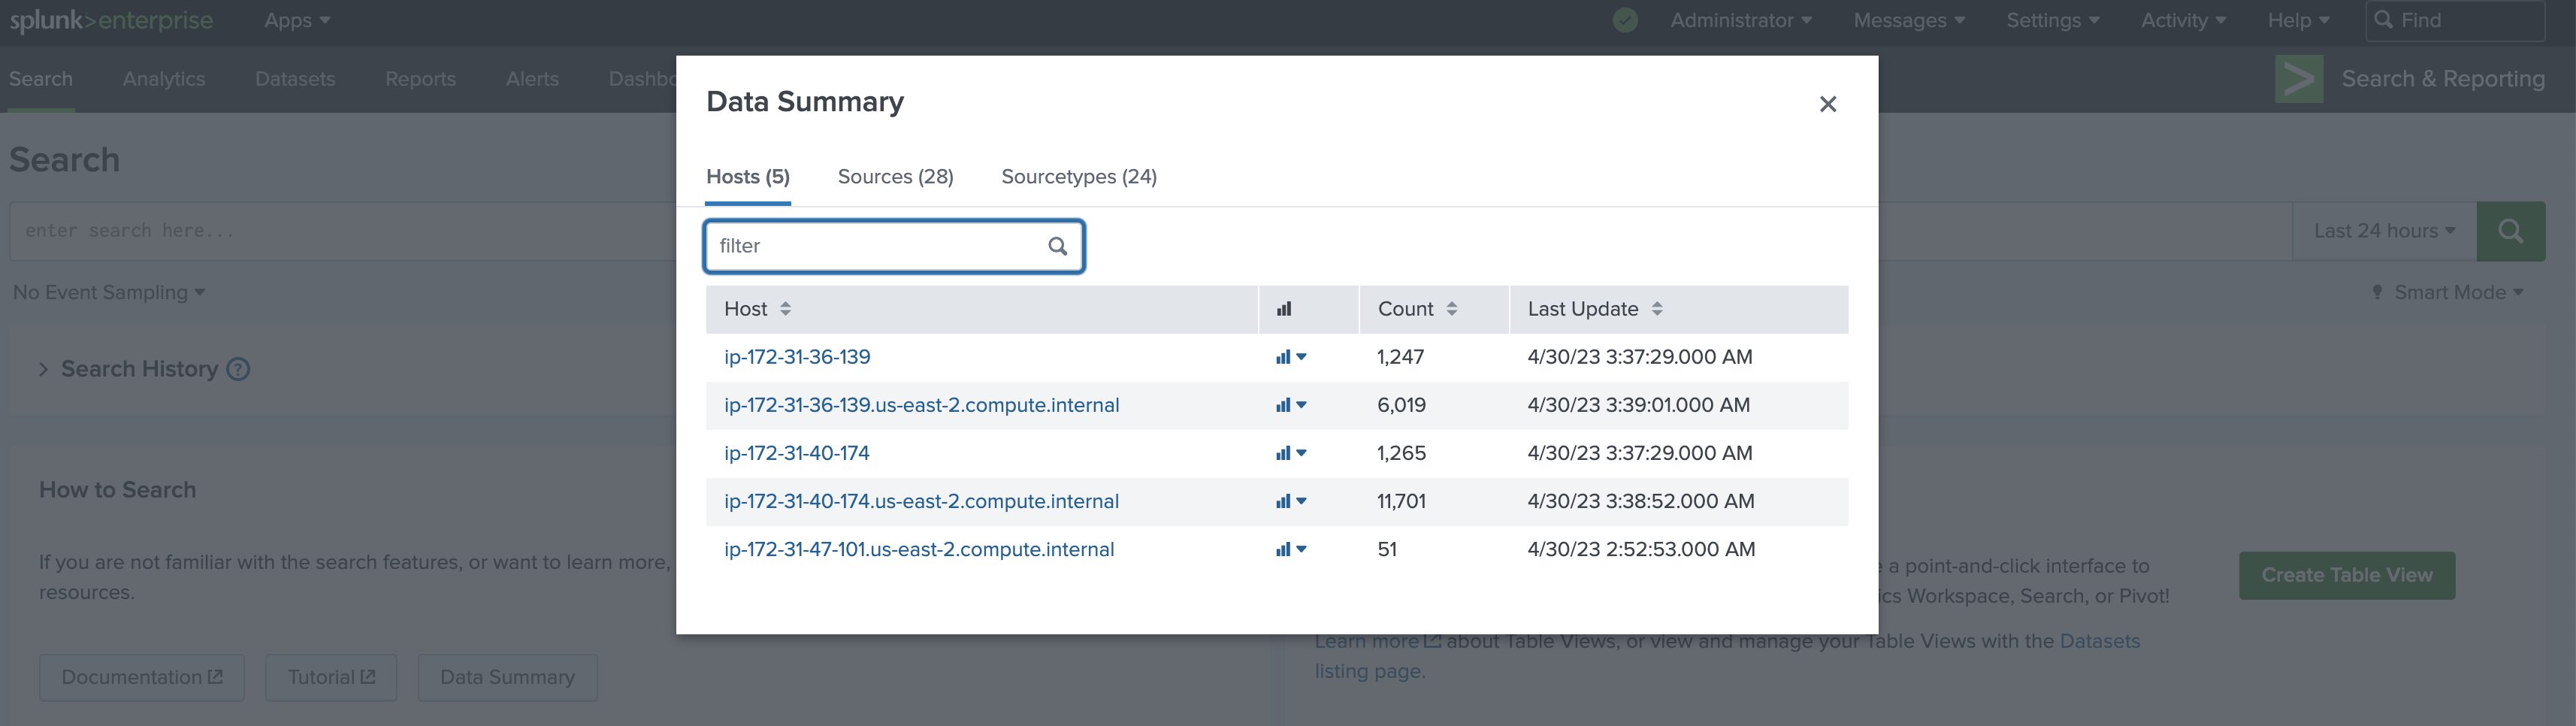 splunk>enterprise Apps Administrator Messages Settings Activity Help Find
Search Analytics Datasets Reports Alerts Dashbo Search & Reporting
Search
enter search here... Last 24 hours
No Event Sampling Smart Mode
Search History ?
How to Search
If you are not familiar with the search features, or want to learn more,
resources.
Documentation Tutorial Data Summary
Data Summary
Hosts (5) Sources (28) Sourcetypes (24)
filter
Host Count Last Update
ip-172-31-36-139 1,247 4/30/23 3:37:29.000 AM
ip-172-31-36-139.us-east-2.compute.internal 6,019 4/30/23 3:39:01.000 AM
ip-172-31-40-174 1,265 4/30/23 3:37:29.000 AM
ip-172-31-40-174.us-east-2.compute.internal 11,701 4/30/23 3:38:52.000 AM
ip-172-31-47-101.us-east-2.compute.internal 51 4/30/23 2:52:53.000 AM
a point-and-click interface to
ics Workspace, Search, or Pivot!
Create Table View
Learn more about Table Views, or view and manage your Table Views with the Datasets
listing page.